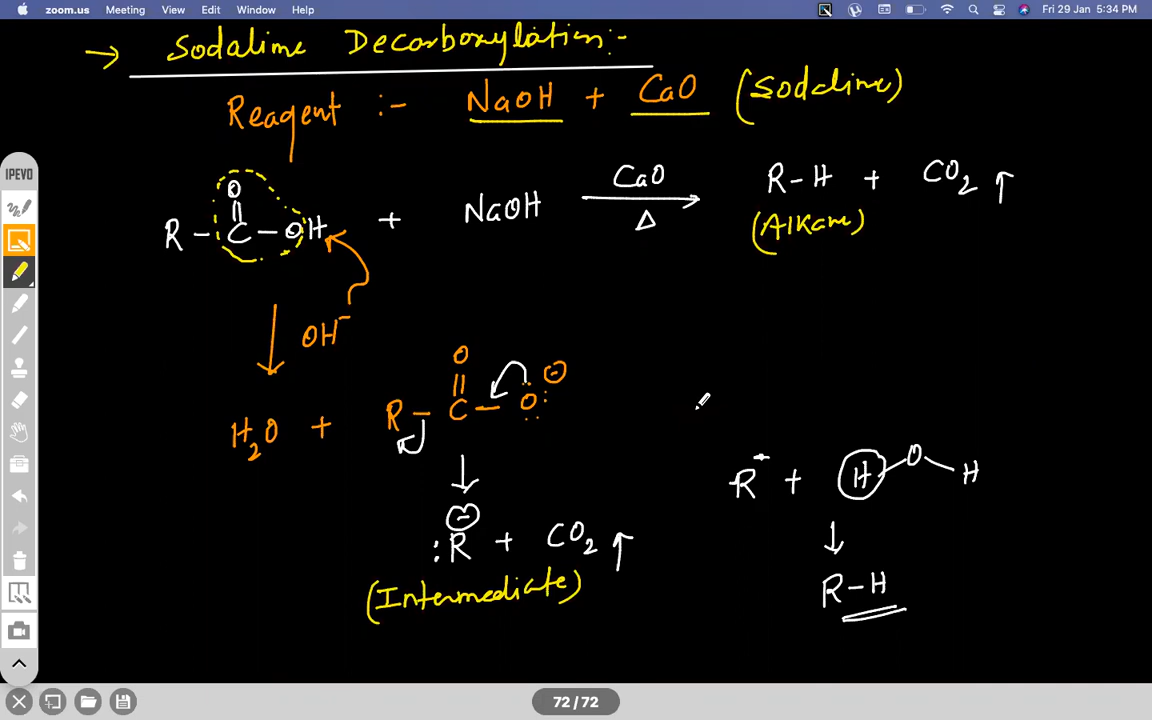 zoom.us Meeting View Edit Window Help Fri 29 Jan 5:34 PM
→ Sodalime Decarboxylation:-
Reagent :- NaOH + CaO (Sodalime)
IPEVO
R - C - OH + NaOH CaO Δ → R-H + CO2 ↑
O
(Alkane)
OH-
H2O + R - C - O ⊖
O
R- + H O H
:R ⊖ + CO2 ↑
(Intermediate)
R-H
72 / 72